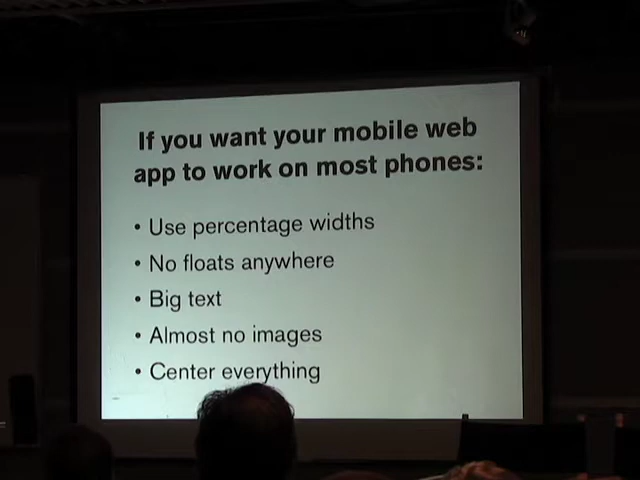 If you want your mobile web
app to work on most phones:
• Use percentage widths
• No floats anywhere
• Big text
• Almost no images
• Center everything